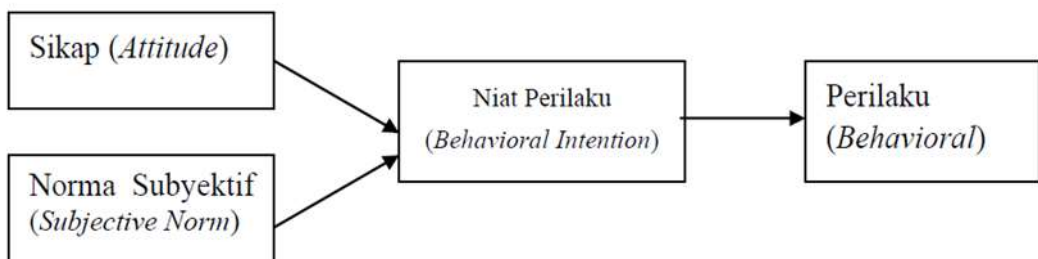 Sikap (Attitude)
Norma Subyektif
(Subjective Norm)
Niat Perilaku
(Behavioral Intention)
Perilaku
(Behavioral)